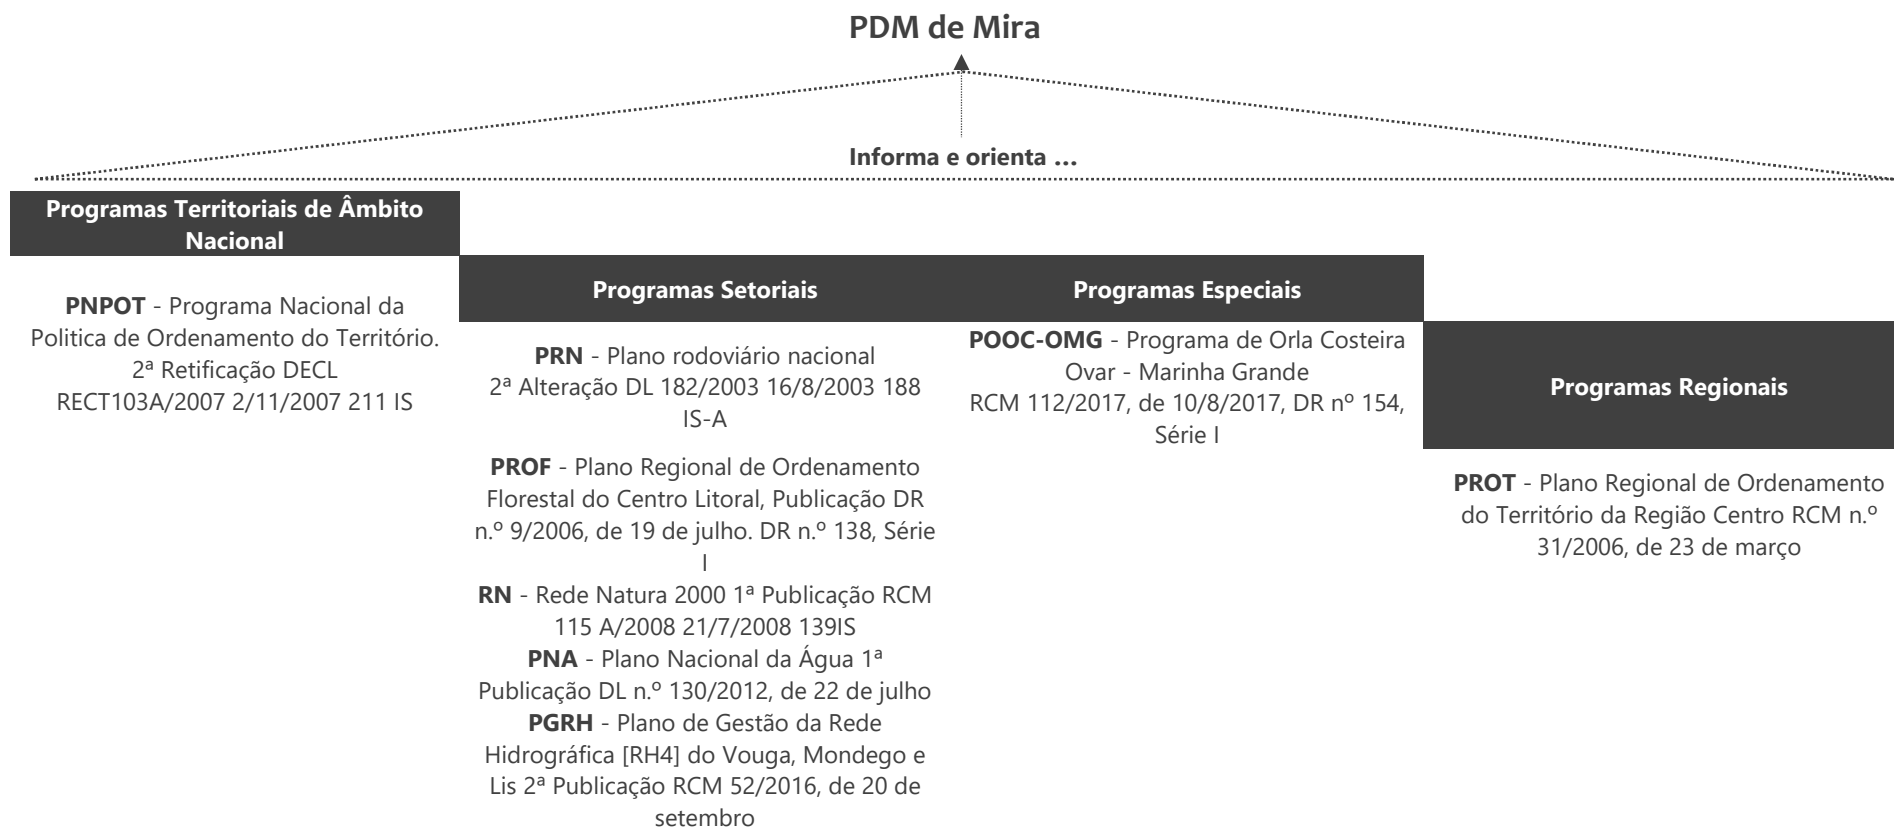 PDM de Mira
Informa e orienta ...
Programas Territoriais de Âmbito
Nacional
PNPOT - Programa Nacional da
Politica de Ordenamento do Território.
2ª Retificação DECL
RECT103A/2007 2/11/2007 211 IS
Programas Setoriais
PRN - Plano rodoviário nacional
2ª Alteração DL 182/2003 16/8/2003 188
IS-A
PROF - Plano Regional de Ordenamento
Florestal do Centro Litoral, Publicação DR
n.º 9/2006, de 19 de julho. DR n.º 138, Série
I
RN - Rede Natura 2000 1ª Publicação RCM
115 A/2008 21/7/2008 139IS
PNA - Plano Nacional da Água 1ª
Publicação DL n.º 130/2012, de 22 de julho
PGRH - Plano de Gestão da Rede
Hidrográfica [RH4] do Vouga, Mondego e
Lis 2ª Publicação RCM 52/2016, de 20 de
setembro
Programas Especiais
POOC-OMG - Programa de Orla Costeira
Ovar - Marinha Grande
RCM 112/2017, de 10/8/2017, DR nº 154,
Série I
Programas Regionais
PROT - Plano Regional de Ordenamento
do Território da Região Centro RCM n.º
31/2006, de 23 de março